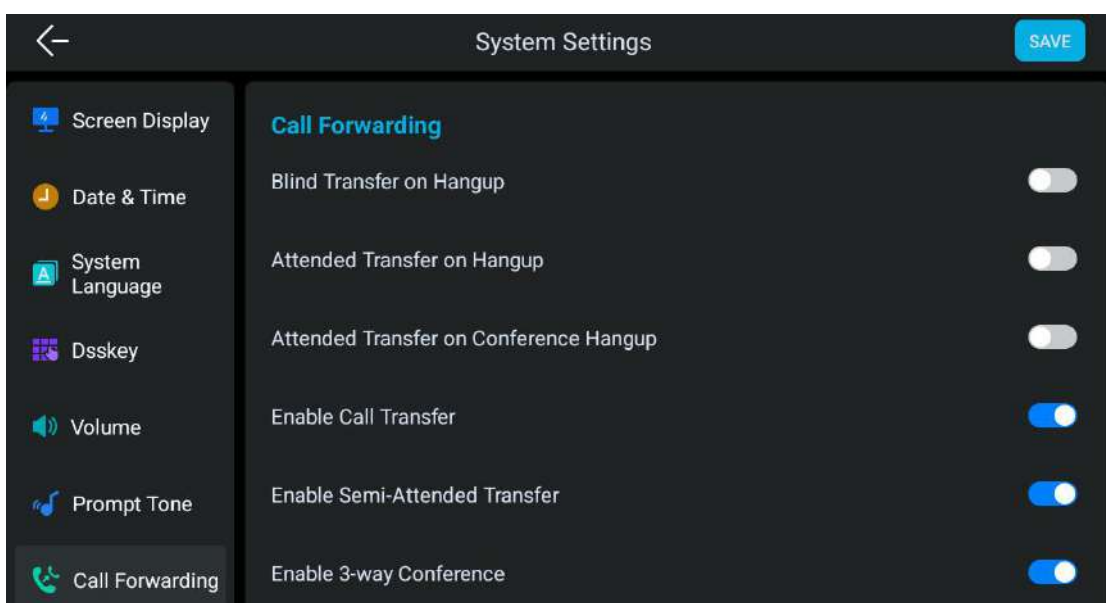 System Settings
SAVE
Screen Display
Date & Time
System
Language
Dsskey
Volume
Prompt Tone
Call Forwarding
Call Forwarding
Blind Transfer on Hangup
Attended Transfer on Hangup
Attended Transfer on Conference Hangup
Enable Call Transfer
Enable Semi-Attended Transfer
Enable 3-way Conference